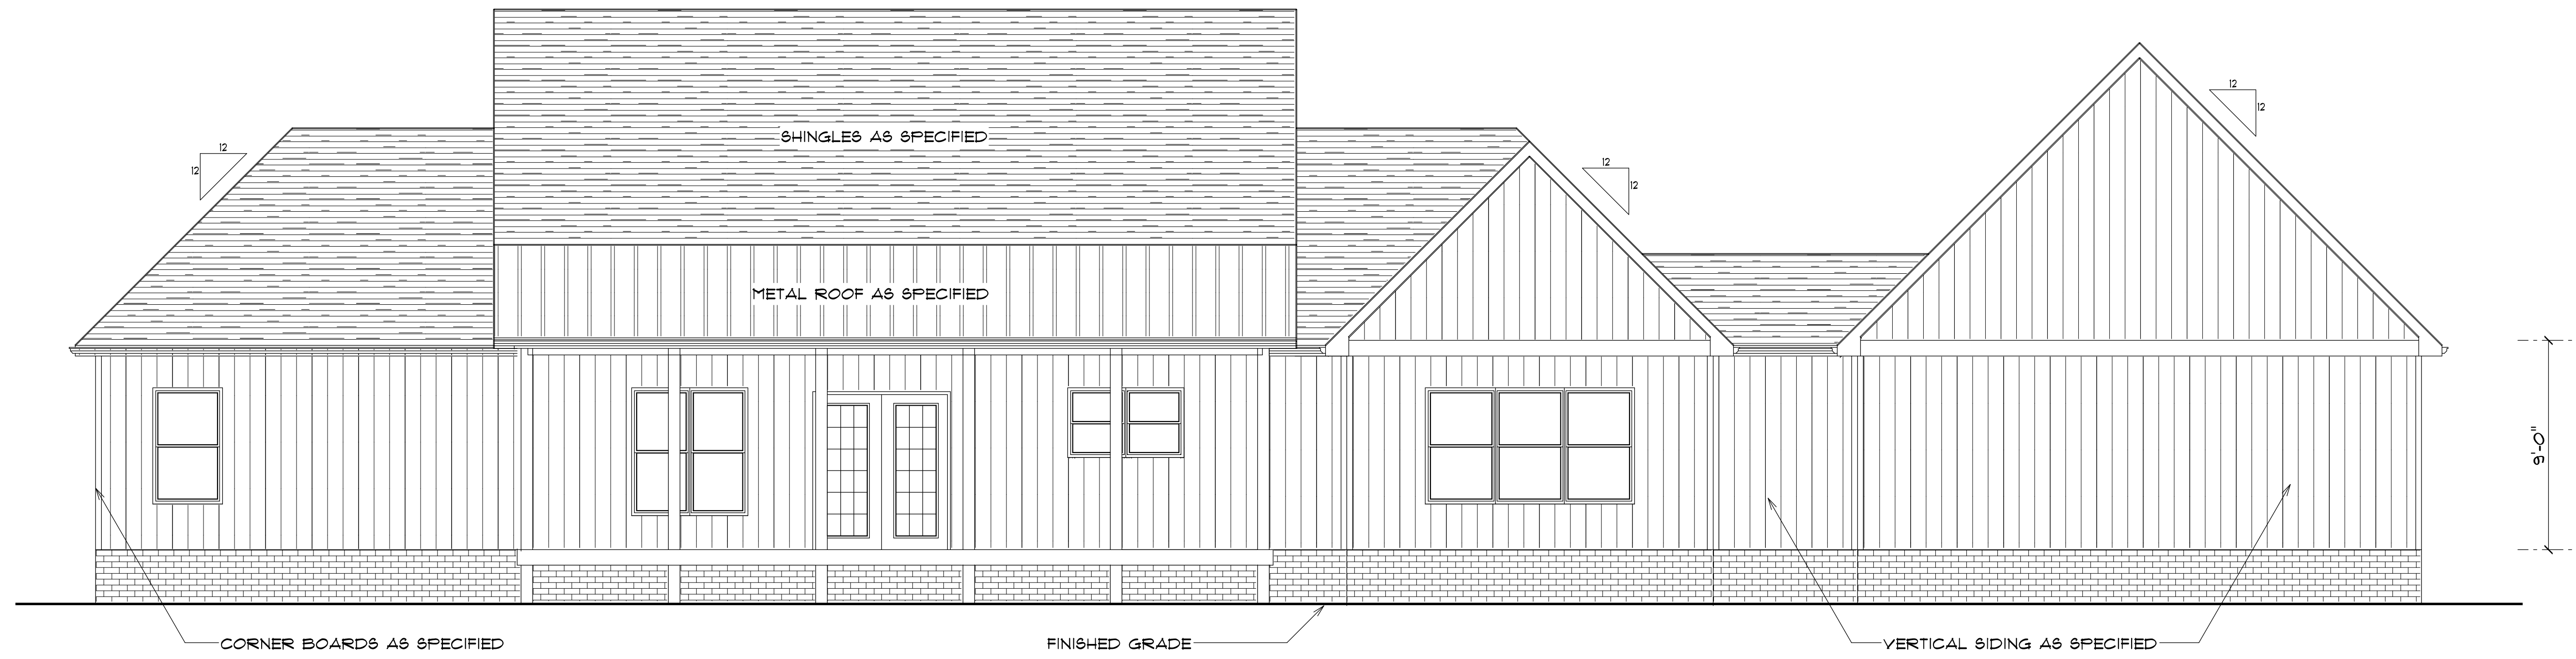 12
12
SHINGLES AS SPECIFIED
12
12
12
12
METAL ROOF AS SPECIFIED
9'-0"
CORNER BOARDS AS SPECIFIED
FINISHED GRADE
VERTICAL SIDING AS SPECIFIED